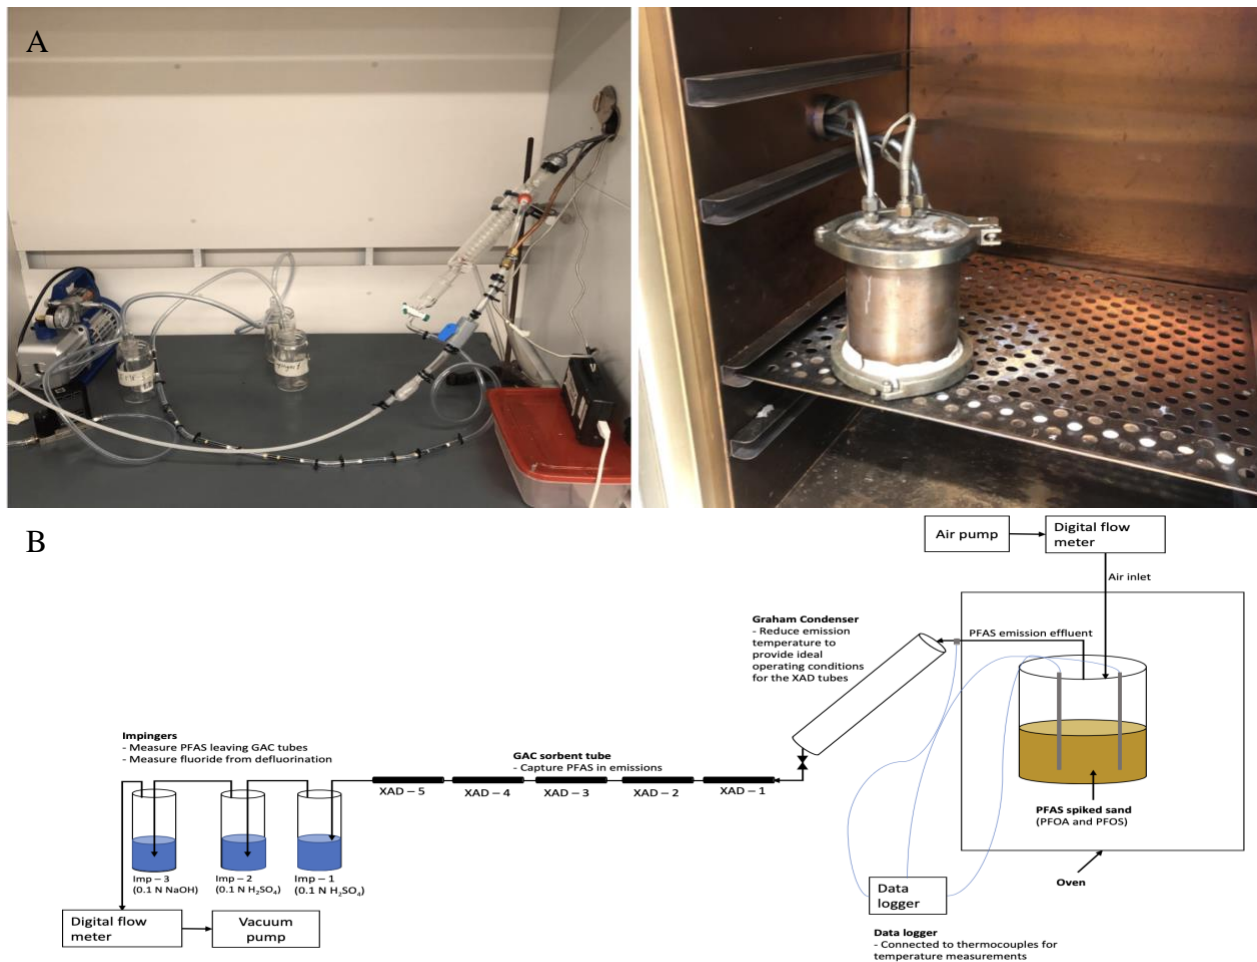 A
B
Air pump
Digital flow
meter
Air inlet
Graham Condenser
- Reduce emission
temperature to
provide ideal
operating conditions
for the XAD tubes
PFAS emission effluent
Impingers
- Measure PFAS leaving GAC tubes
- Measure fluoride from defluorination
GAC sorbent tube
- Capture PFAS in emissions
XAD – 5
XAD – 4
XAD – 3
XAD – 2
XAD – 1
PFAS spiked sand
(PFOA and PFOS)
Imp – 3
(0.1 N NaOH)
Imp – 2
(0.1 N H₂SO₄)
Imp – 1
(0.1 N H₂SO₄)
Oven
Digital flow
meter
Vacuum
pump
Data
logger
Data logger
- Connected to thermocouples for
temperature measurements